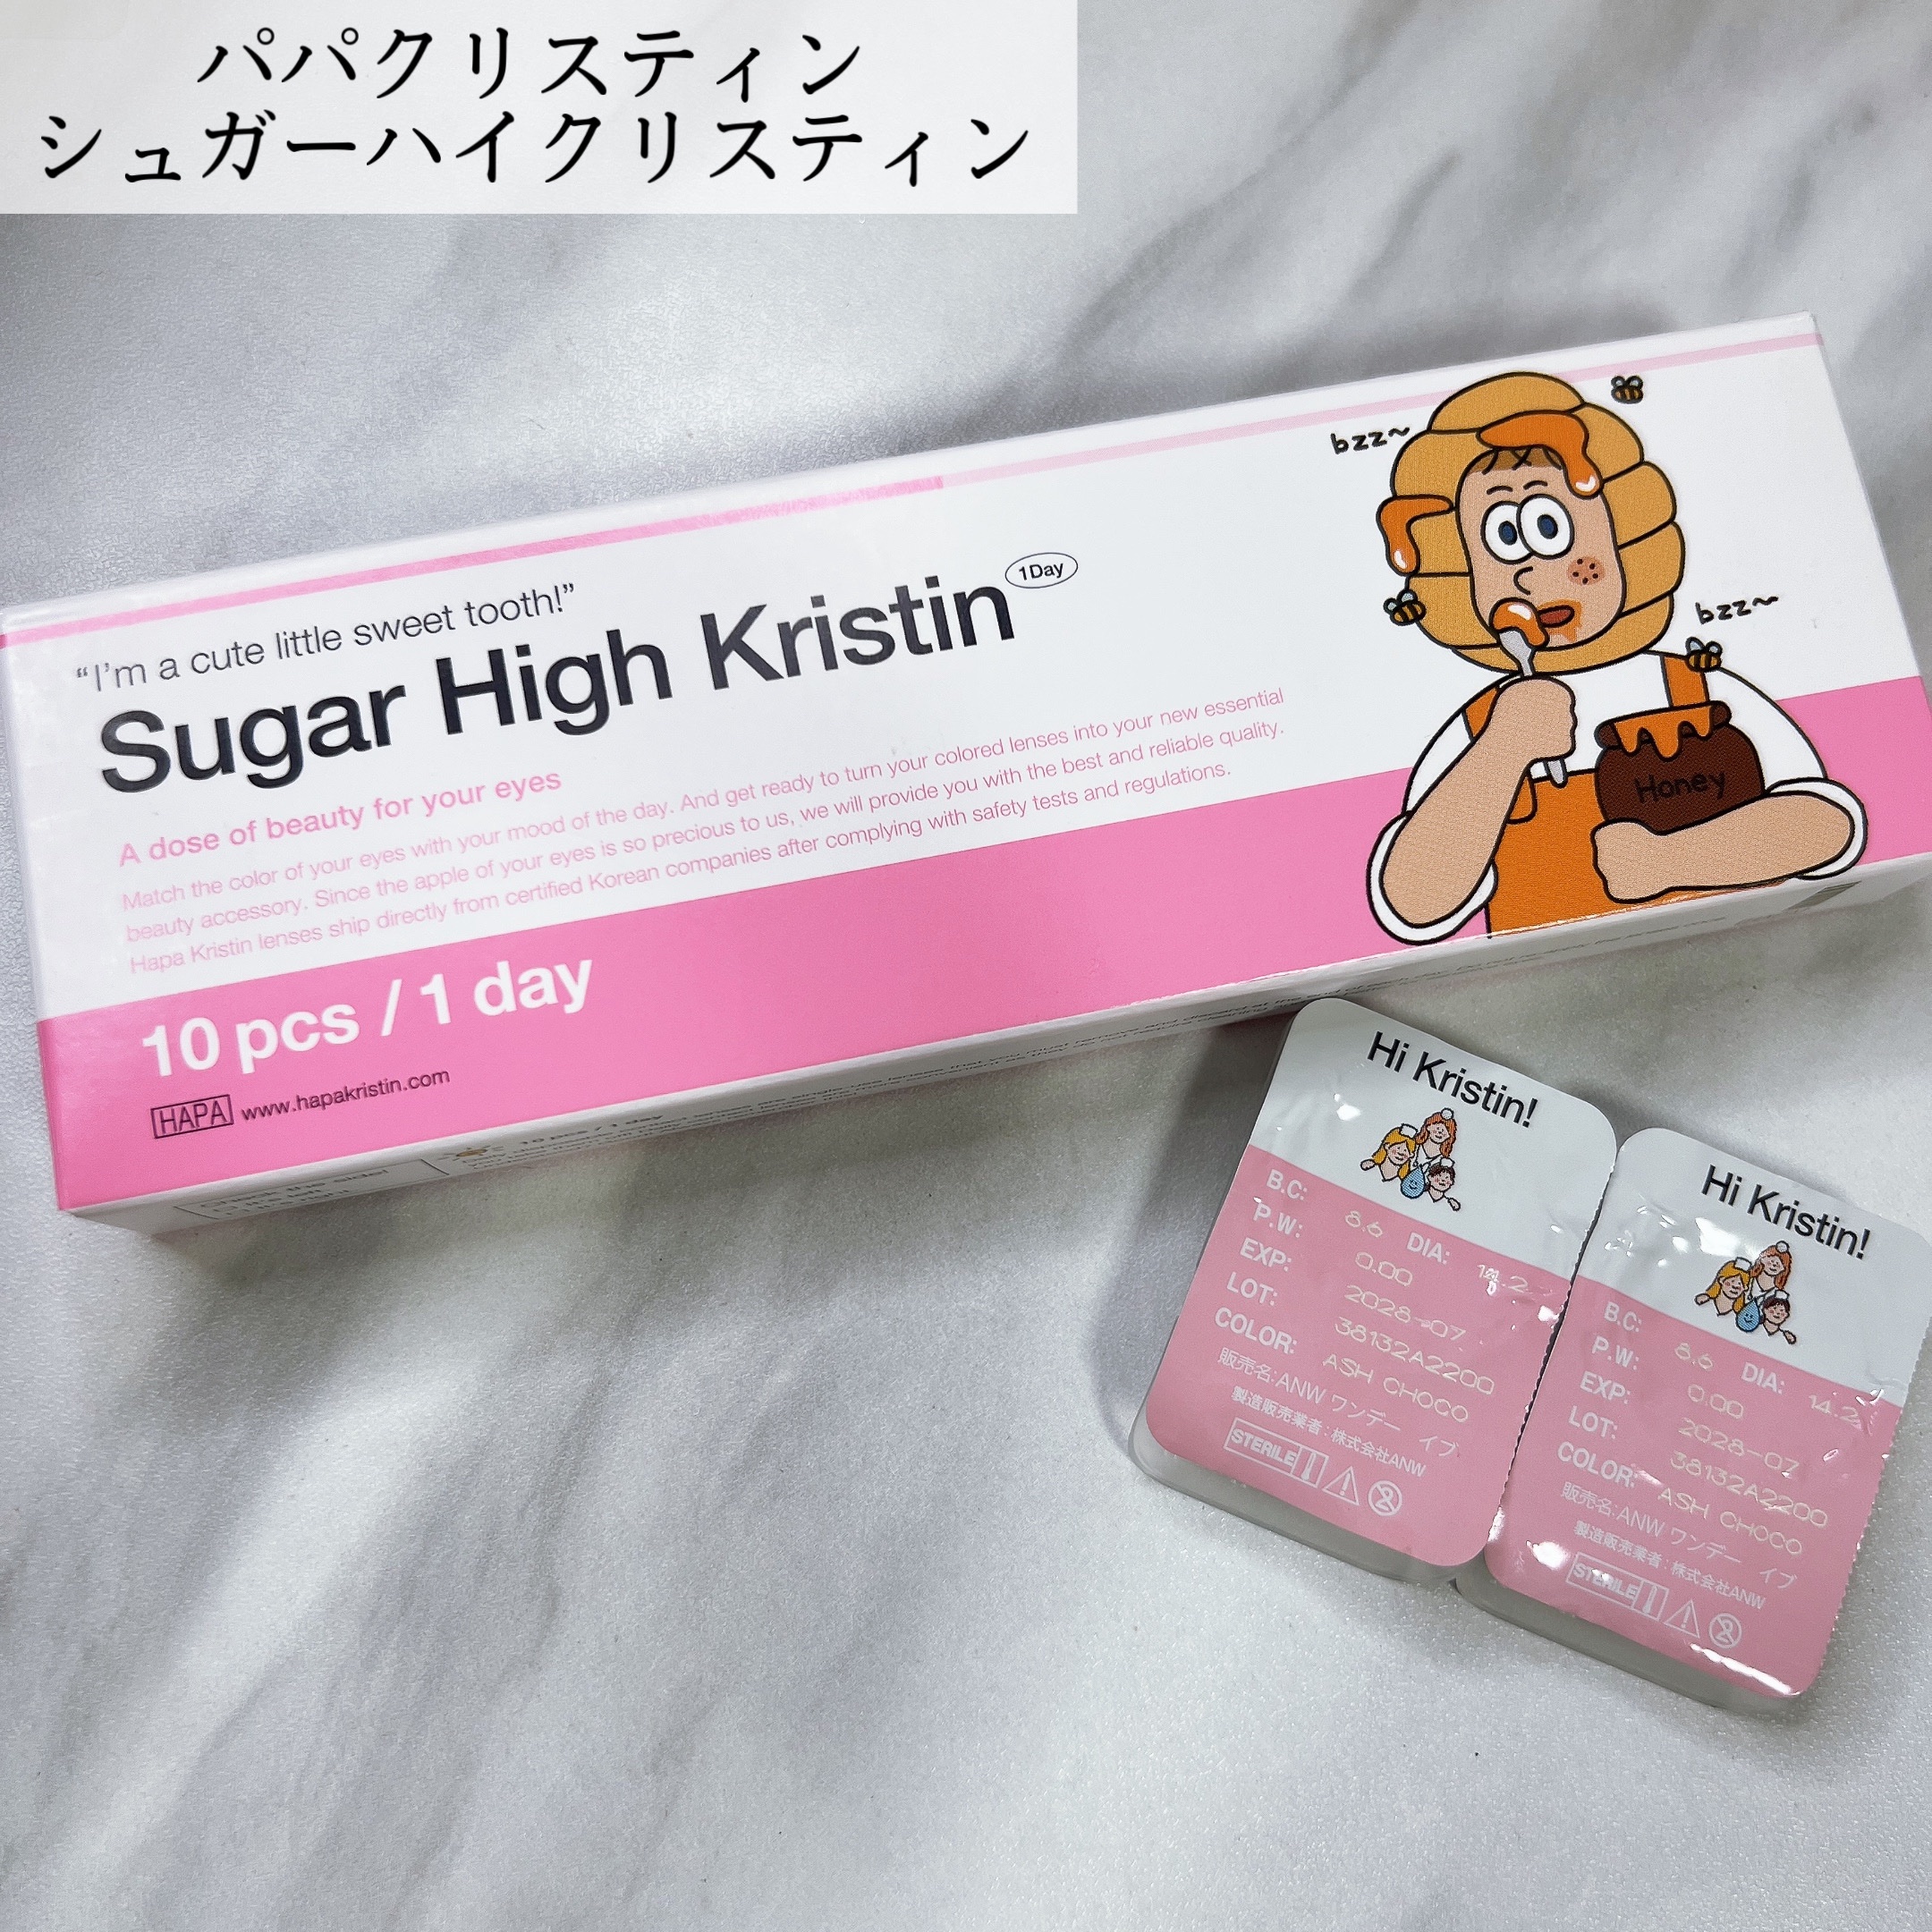 パパクリスティン
シュガーハイクリスティン
“I'm a cute little sweet tooth!”
Sugar High Kristin 1Day
A dose of beauty for your eyes
Match the color of your eyes with your mood of the day. And get ready to turn your colored lenses into your new essential
beauty accessory. Since the apple of your eyes is so precious to us, we will provide you with the best and reliable quality.
Hapa Kristin lenses ship directly from certified Korean companies after complying with safety tests and regulations.
10 pcs / 1 day
HAPA www.hapakristin.com
bzz~
bzz~
Honey
10 pcs / 1 day
Hi Kristin!
B.C: 8.6 DIA: 14.2
P.W: 0.00
EXP: 2028-07
LOT: 38132A2200
COLOR: ASH CHOCO
販売名:ANW ワンデー イブ
製造販売業者:株式会社ANW
STERILE
Hi Kristin!
B.C: 8.6 DIA: 14.2
P.W: 0.00
EXP: 2028-07
LOT: 38132A2200
COLOR: ASH CHOCO
販売名:ANW ワンデー イブ
製造販売業者:株式会社ANW
STERILE